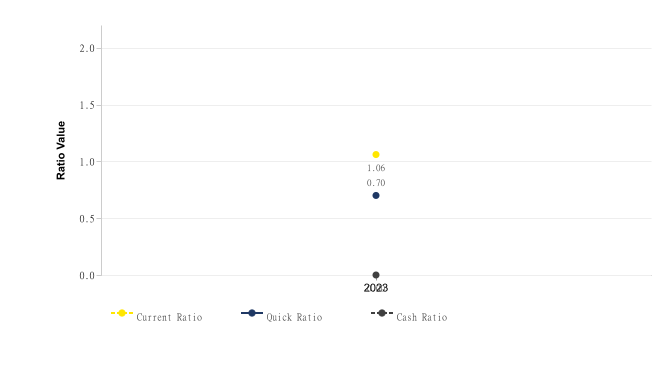 2.0
1.5
1.0
0.5
0.0
Ratio Value
1.06
0.70
2023
Current Ratio
Quick Ratio
Cash Ratio